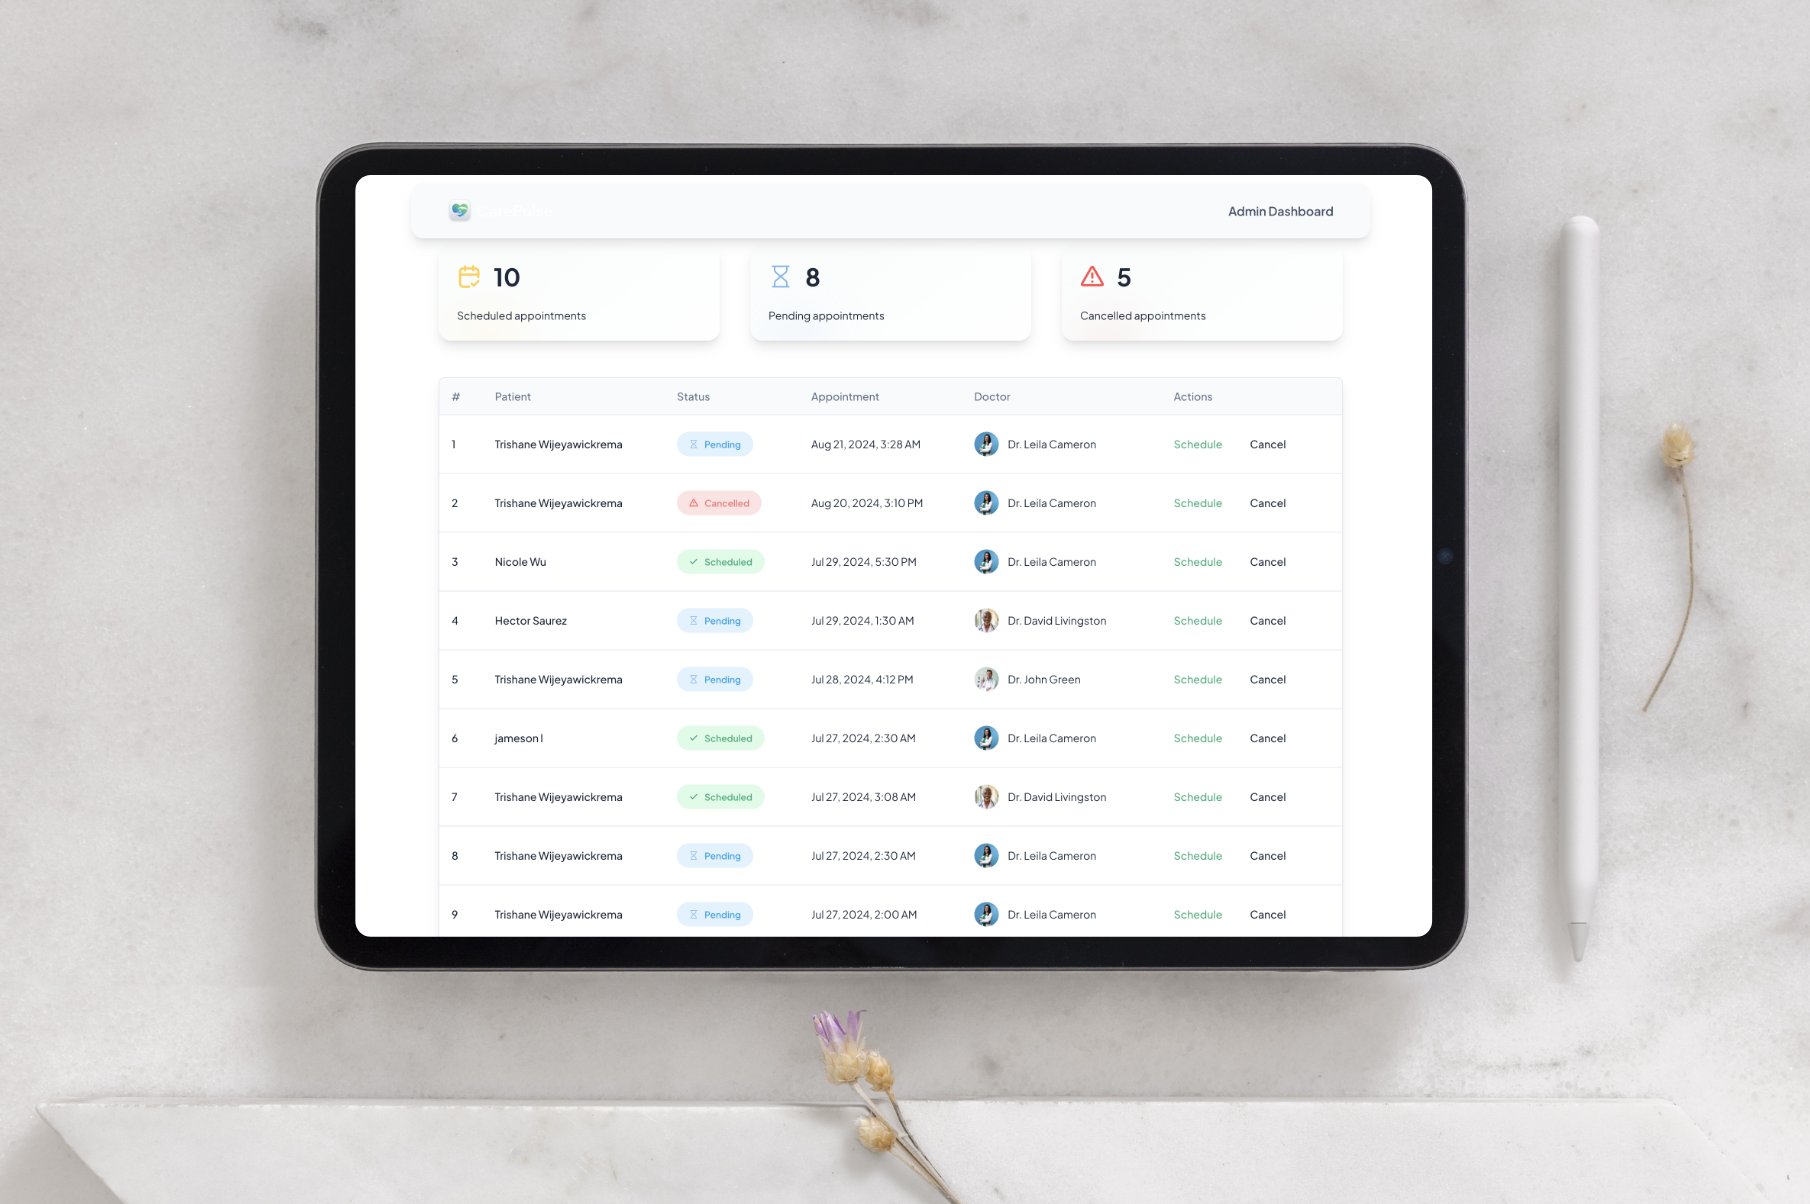 CarePulse
Admin Dashboard
10
Scheduled appointments
8
Pending appointments
5
Cancelled appointments
# Patient Status Appointment Doctor Actions
1 Trishane Wijeyawickrema Pending Aug 21, 2024, 3:28 AM Dr. Leila Cameron Schedule Cancel
2 Trishane Wijeyawickrema Cancelled Aug 20, 2024, 3:10 PM Dr. Leila Cameron Schedule Cancel
3 Nicole Wu Scheduled Jul 29, 2024, 5:30 PM Dr. Leila Cameron Schedule Cancel
4 Hector Saurez Pending Jul 29, 2024, 1:30 AM Dr. David Livingston Schedule Cancel
5 Trishane Wijeyawickrema Pending Jul 28, 2024, 4:12 PM Dr. John Green Schedule Cancel
6 jameson l Scheduled Jul 27, 2024, 2:30 AM Dr. Leila Cameron Schedule Cancel
7 Trishane Wijeyawickrema Scheduled Jul 27, 2024, 3:08 AM Dr. David Livingston Schedule Cancel
8 Trishane Wijeyawickrema Pending Jul 27, 2024, 2:30 AM Dr. Leila Cameron Schedule Cancel
9 Trishane Wijeyawickrema Pending Jul 27, 2024, 2:00 AM Dr. Leila Cameron Schedule Cancel